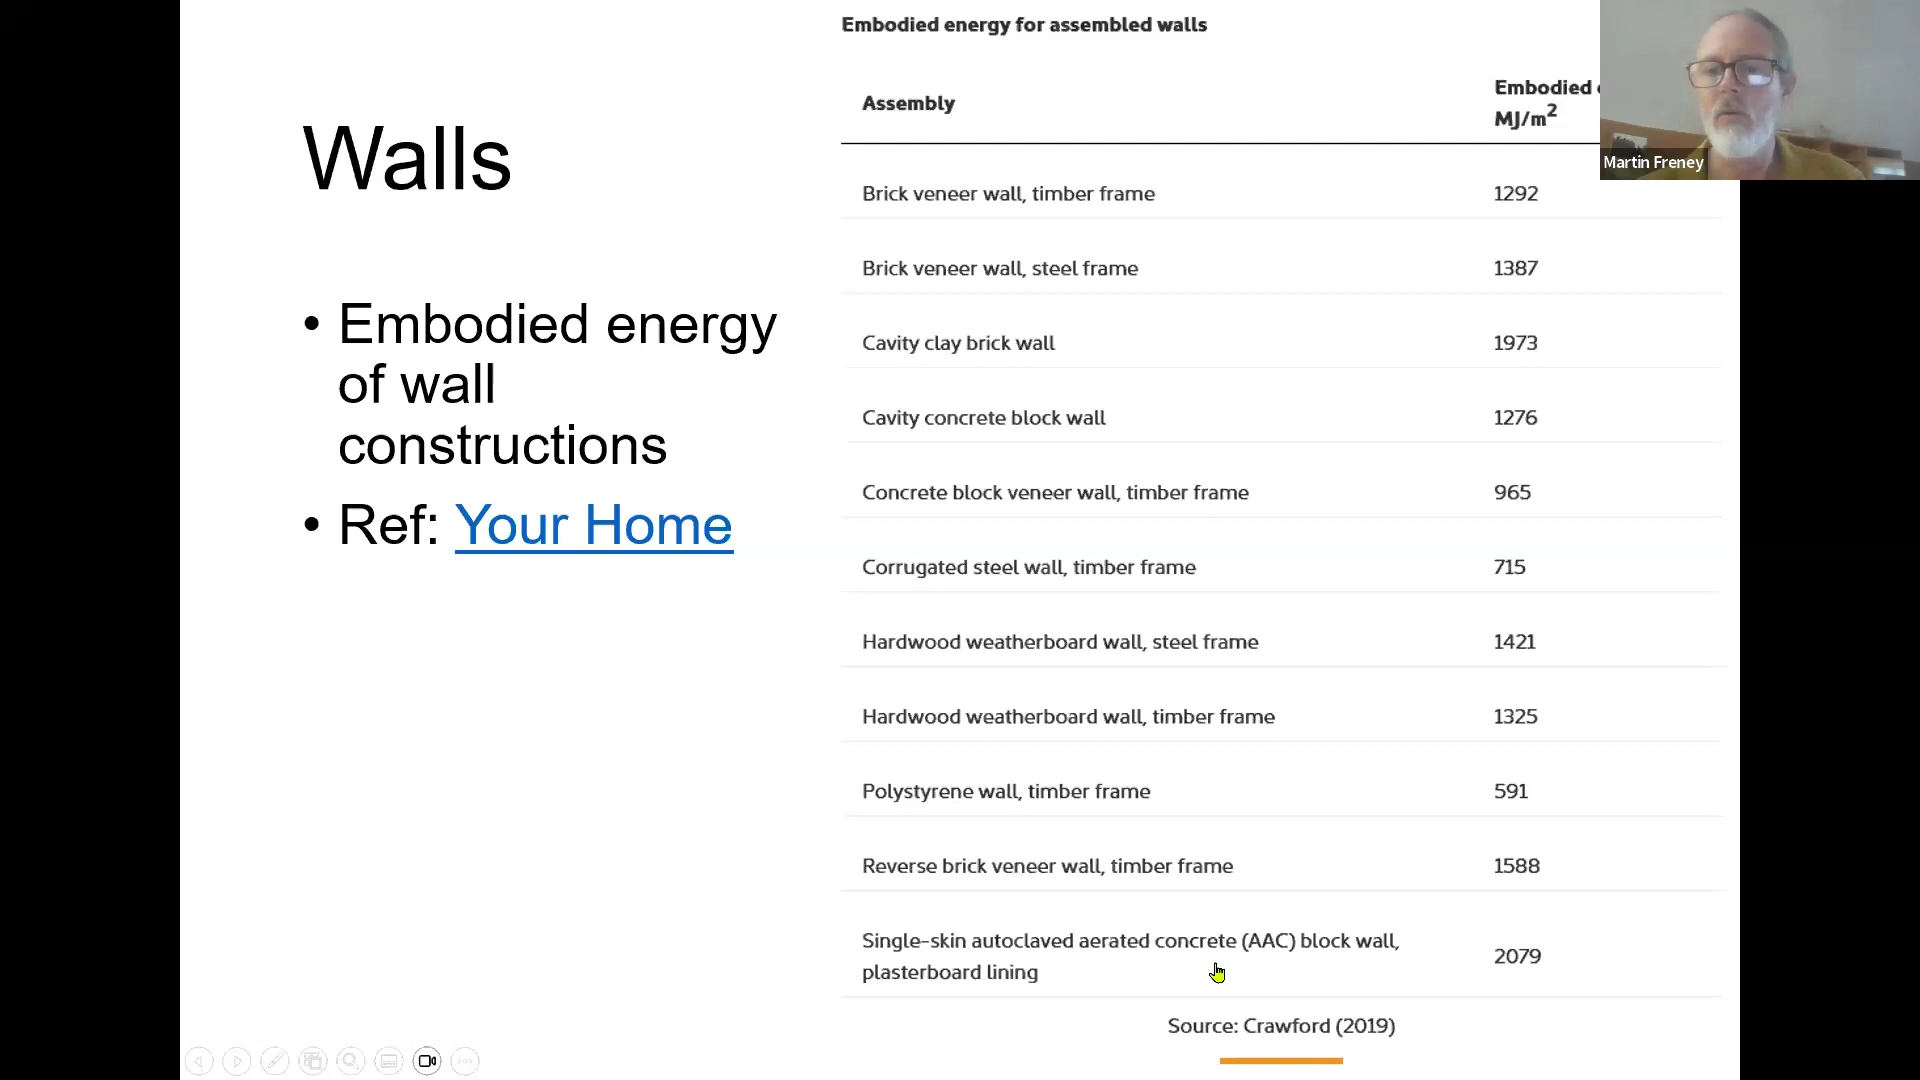 Walls
• Embodied energy
of wall
constructions
• Ref: Your Home
Embodied energy for assembled walls
Assembly
Embodied
MJ/m²
Brick veneer wall, timber frame 1292
Brick veneer wall, steel frame 1387
Cavity clay brick wall 1973
Cavity concrete block wall 1276
Concrete block veneer wall, timber frame 965
Corrugated steel wall, timber frame 715
Hardwood weatherboard wall, steel frame 1421
Hardwood weatherboard wall, timber frame 1325
Polystyrene wall, timber frame 591
Reverse brick veneer wall, timber frame 1588
Single-skin autoclaved aerated concrete (AAC) block wall,
plasterboard lining 2079
Source: Crawford (2019)
Martin Freney